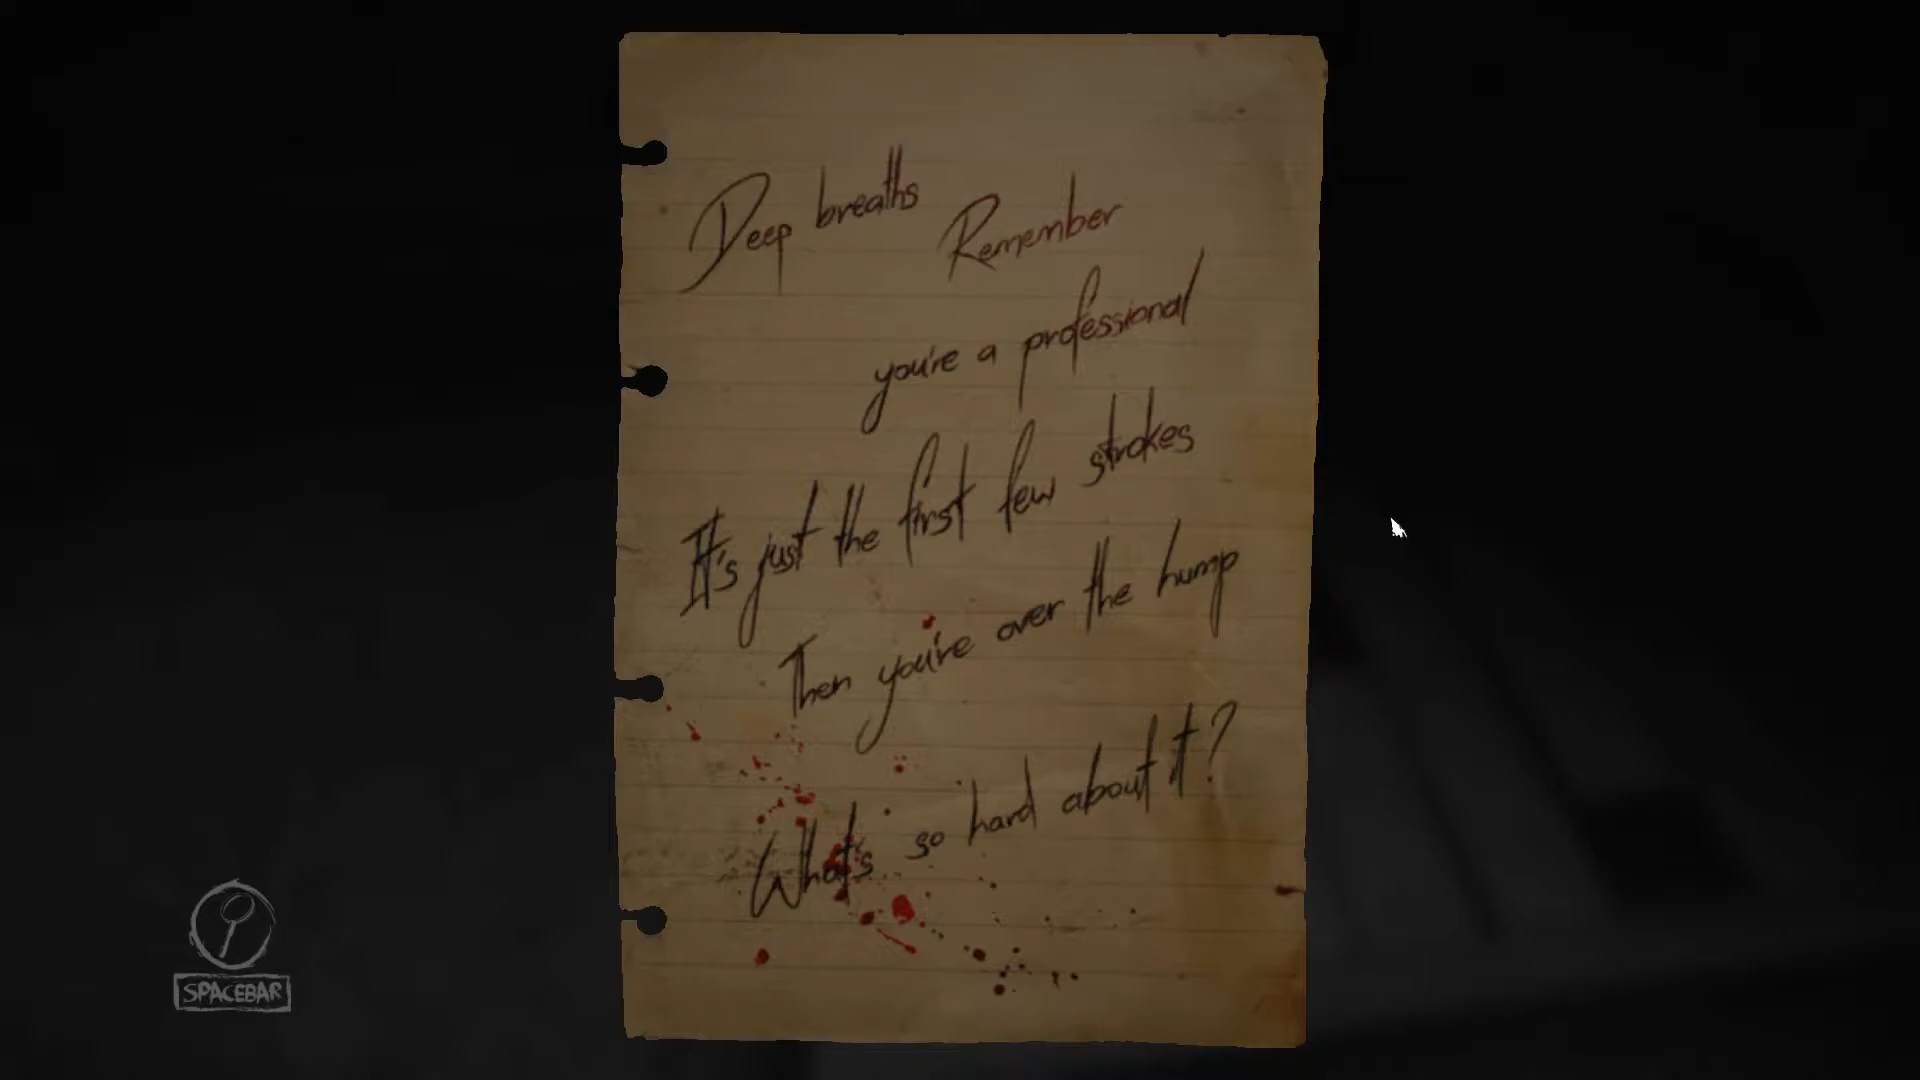 Deep breaths Remember
you're a professional
It's just the first few strokes
Then you're over the hump
What's so hard about it?
SPACEBAR